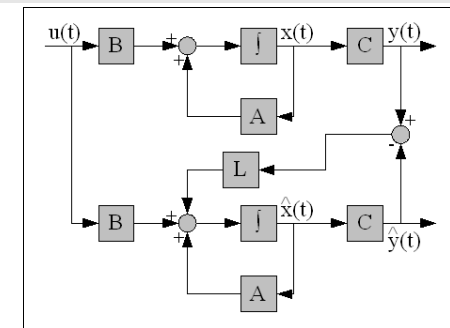 u(t) B + + ∫ x(t) C y(t)
A
+
-
L
B + + ∫ x̂(t) C ŷ(t)
A